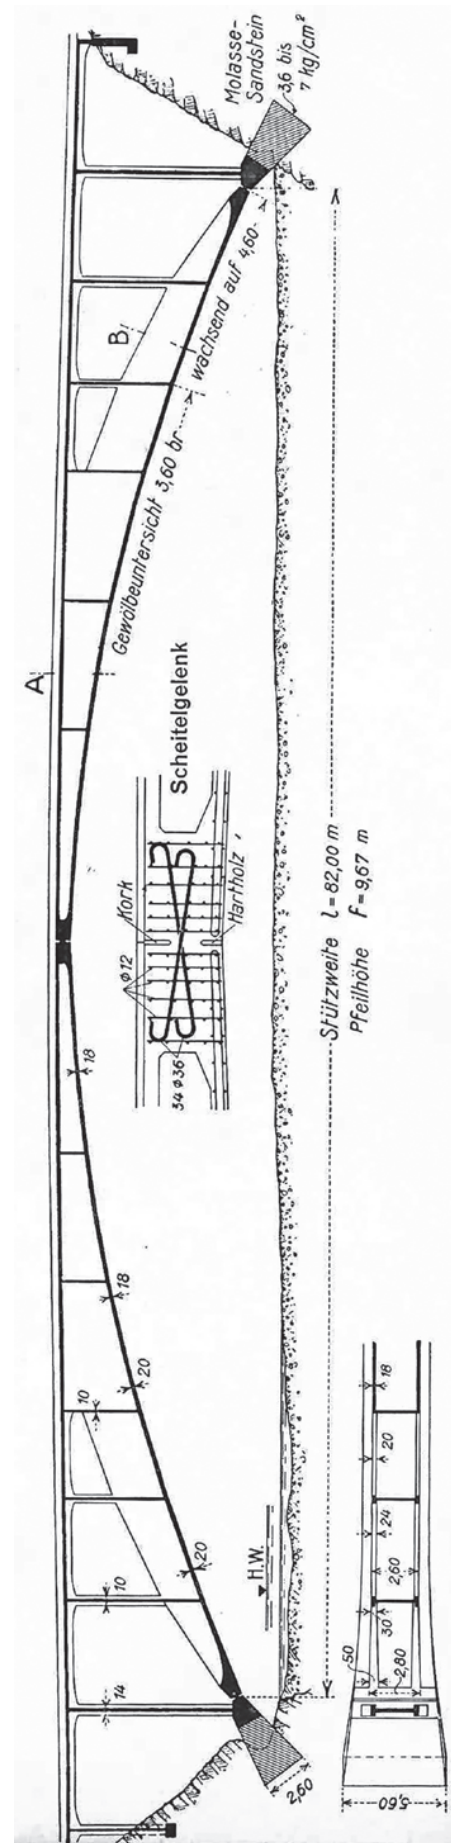 Molasse-
Sandstein
3,6 bis
7 kg/cm²
wachsend auf 4,60
B
Gewölbeuntersicht 3,60 br.
A
Scheitelgelenk
Kork
Hartholz
φ12
34 φ36
18
18
20
20
10
10
14
H.W.
2,60
Stützweite l = 82,00 m
Pfeilhöhe f = 9,67 m
18
20
24
2,60
30
50
2,80
5,60